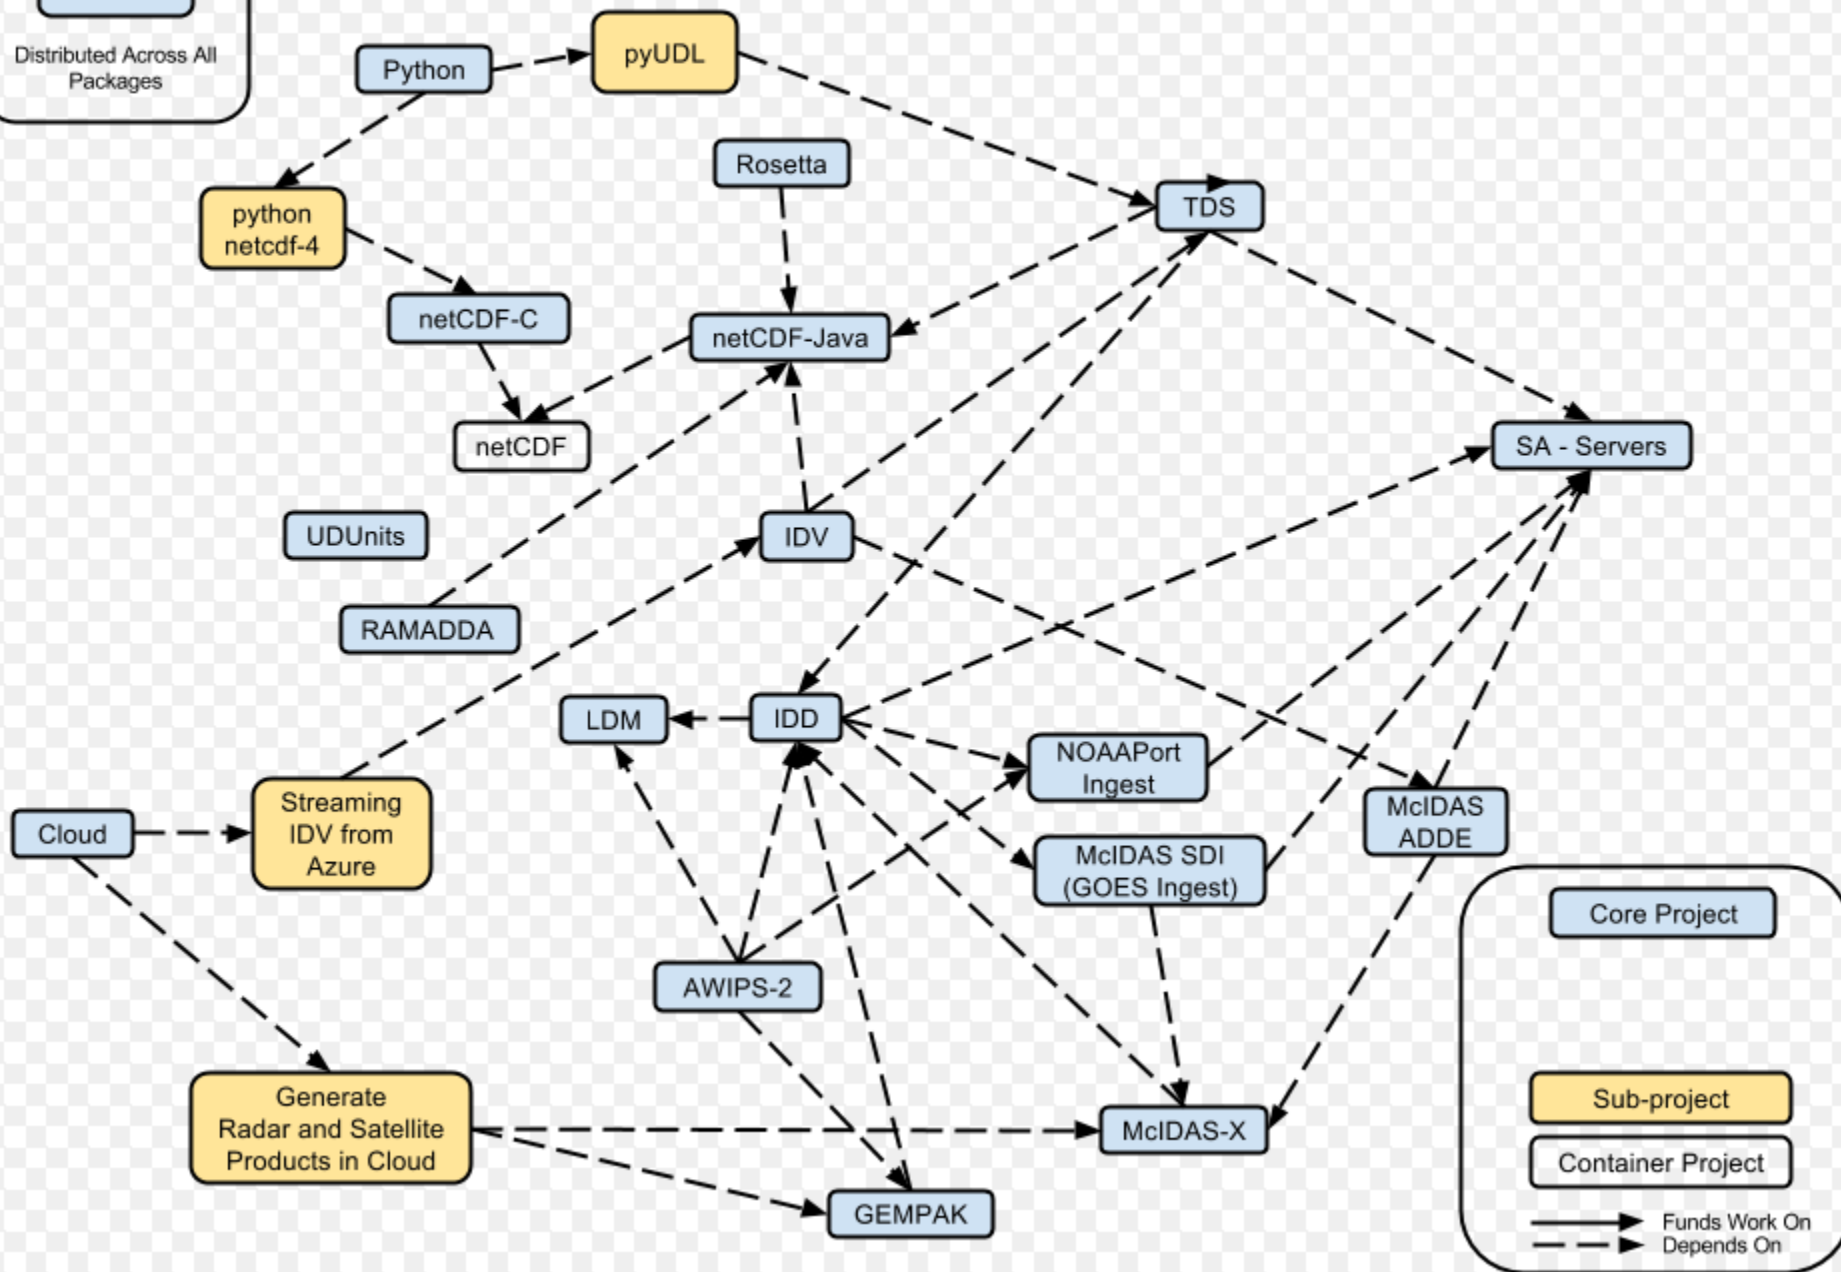 Distributed Across All
Packages
Python
pyUDL
Rosetta
TDS
python
netcdf-4
netCDF-C
netCDF-Java
netCDF
SA - Servers
UDUnits
IDV
RAMADDA
LDM
IDD
NOAAPort
Ingest
Streaming
IDV from
Azure
Cloud
McIDAS
ADDE
McIDAS SDI
(GOES Ingest)
AWIPS-2
Generate
Radar and Satellite
Products in Cloud
McIDAS-X
GEMPAK
Core Project
Sub-project
Container Project
Funds Work On
Depends On